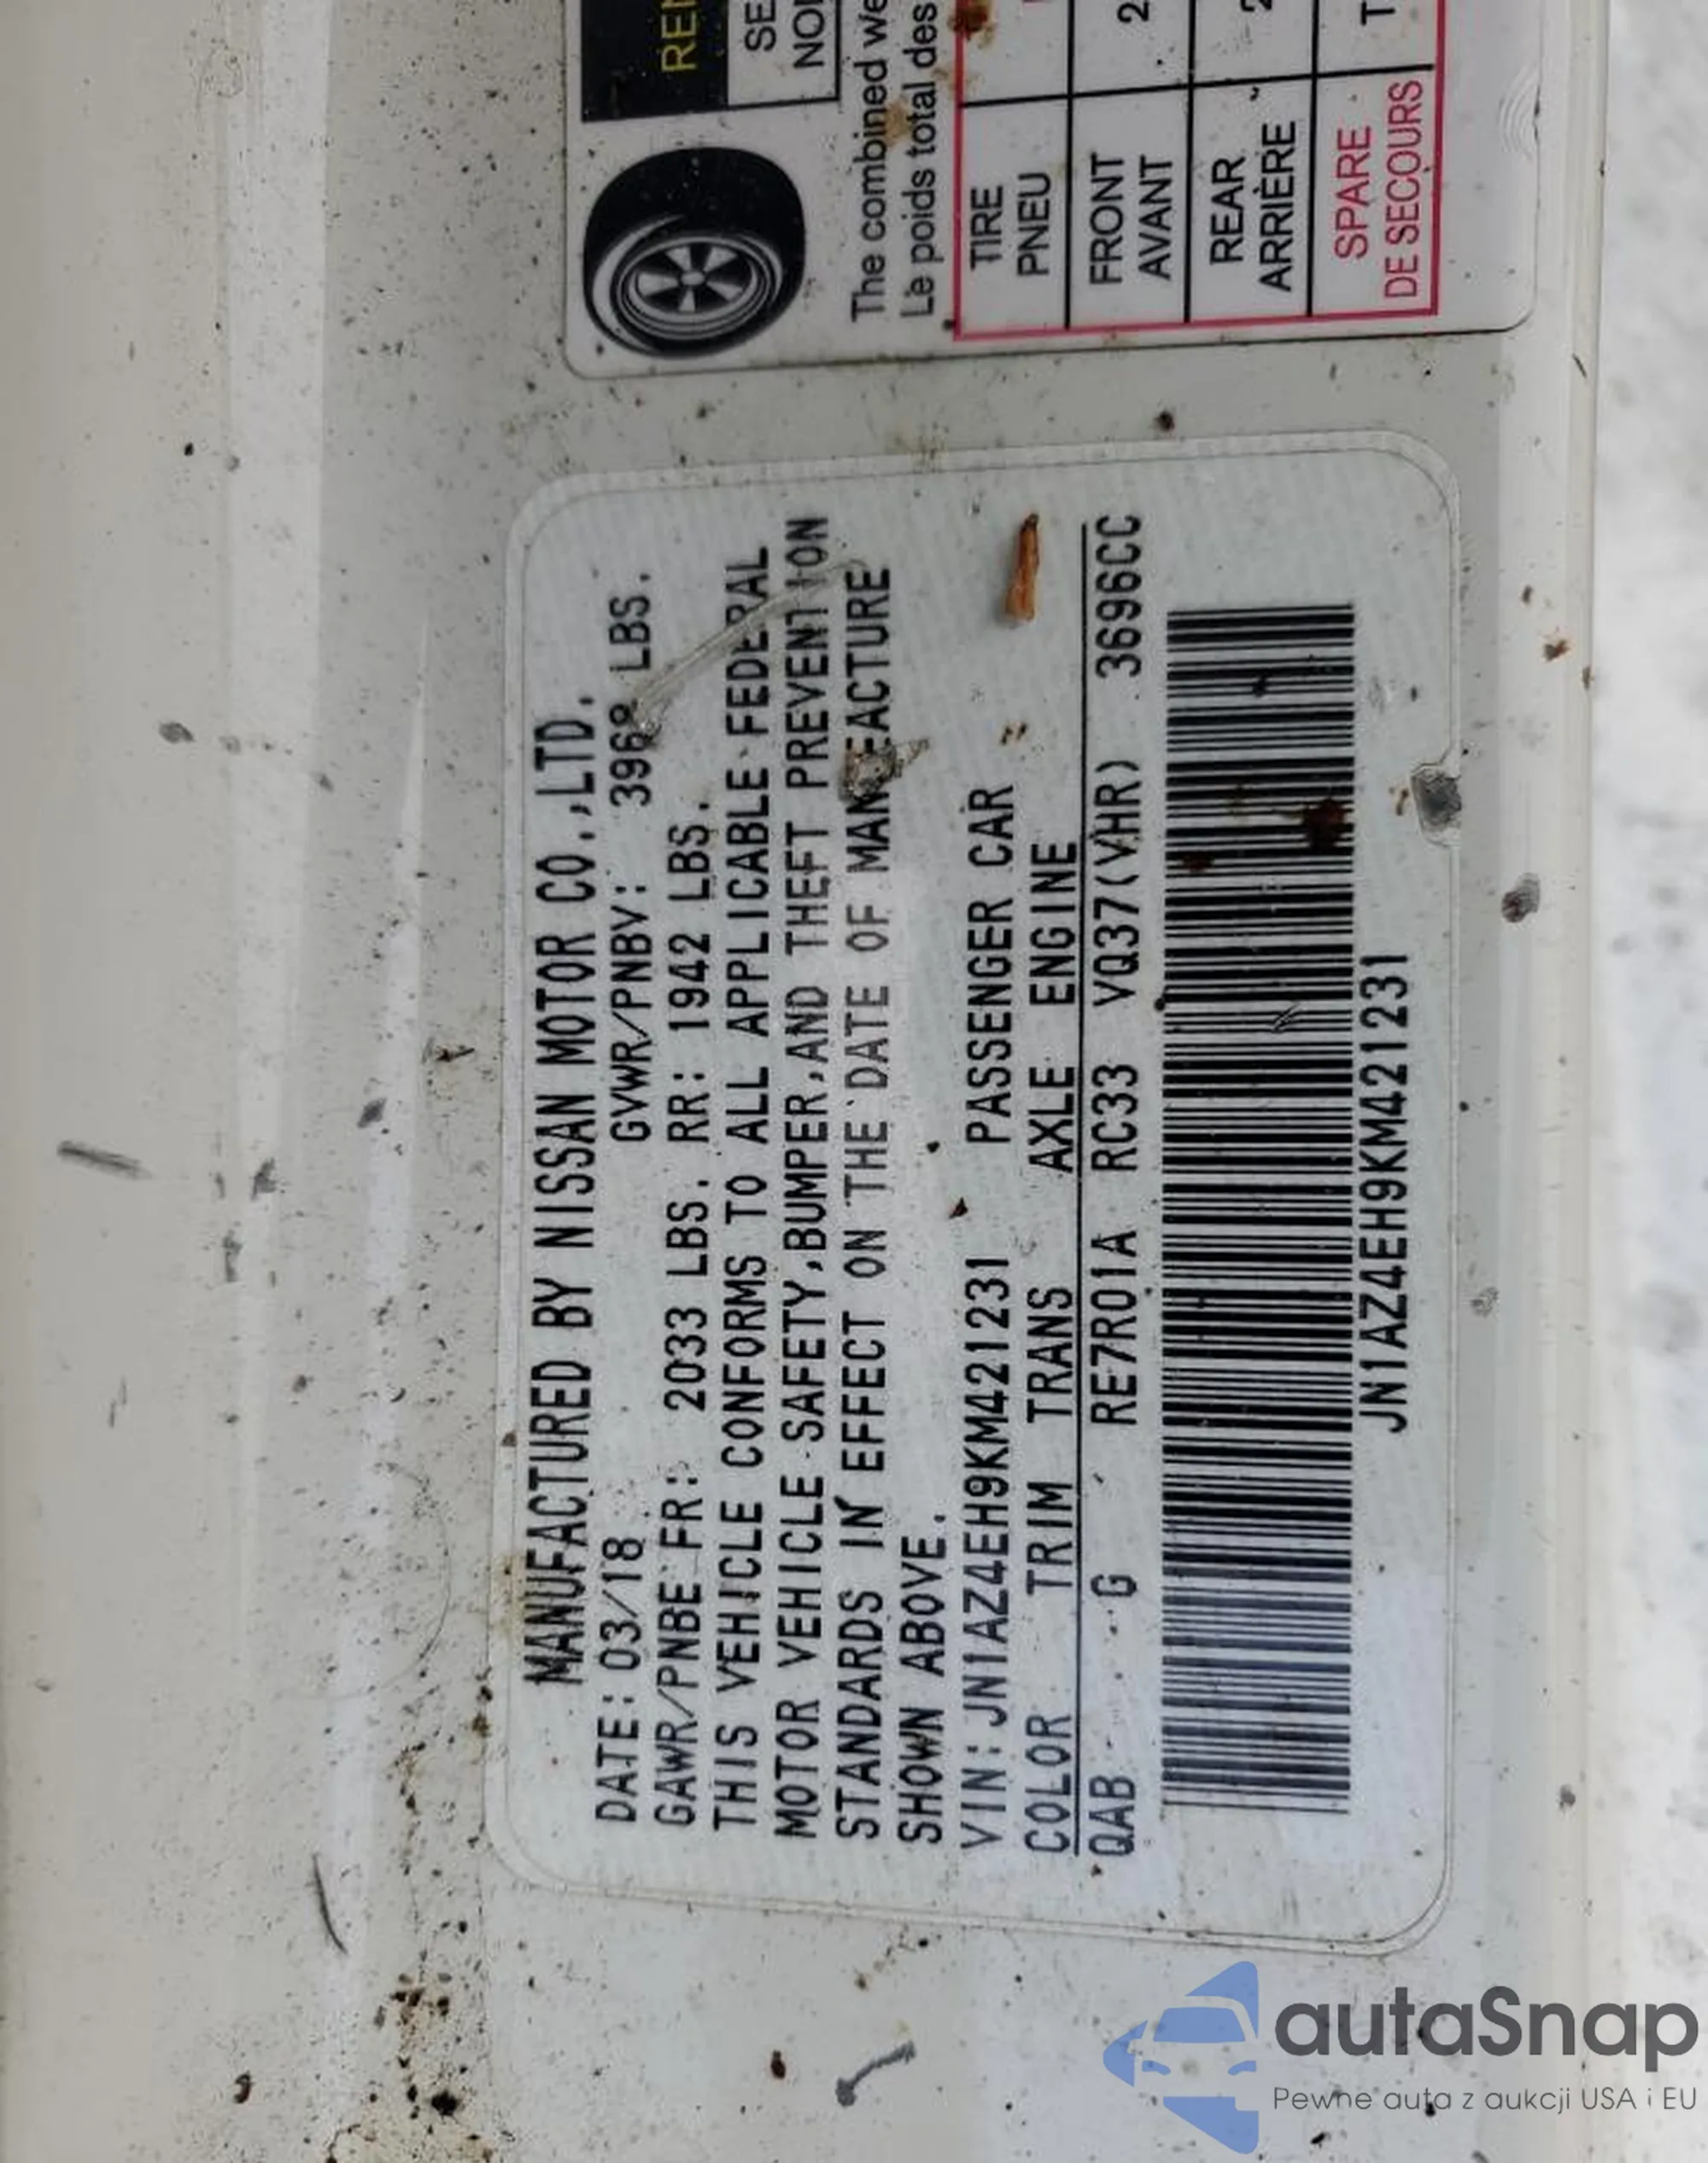 MANUFACTURED BY NISSAN MOTOR CO.,LTD.
DATE: 03/18 GVWR/PNBV: 3968 LBS.
GAWR/PNBE FR: 2033 LBS. RR: 1942 LBS.
THIS VEHICLE CONFORMS TO ALL APPLICABLE FEDERAL
MOTOR VEHICLE SAFETY,BUMPER,AND THEFT PREVENTION
STANDARDS IN EFFECT ON THE DATE OF MANUFACTURE
SHOWN ABOVE.
VIN: JN1AZ4EH9KM421231 PASSENGER CAR
COLOR TRIM TRANS AXLE ENGINE
QAB G RE7R01A RC33 VQ37(VHR) 3696CC
JN1AZ4EH9KM421231
The combined
Le poids total des
TIRE
PNEU
FRONT
AVANT
REAR
ARRIÈRE
SPARE
DE SECOURS
autaSnap
Pewne auta z aukcji USA i EU